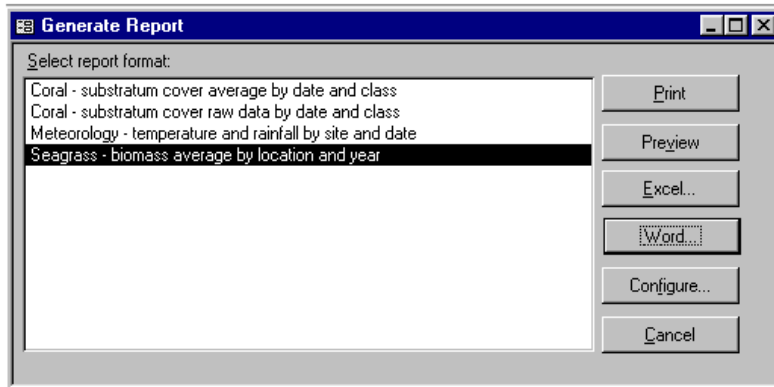 Generate Report
Select report format:
Coral - substratum cover average by date and class
Coral - substratum cover raw data by date and class
Meteorology - temperature and rainfall by site and date
Seagrass - biomass average by location and year
Print
Preview
Excel...
Word...
Configure...
Cancel